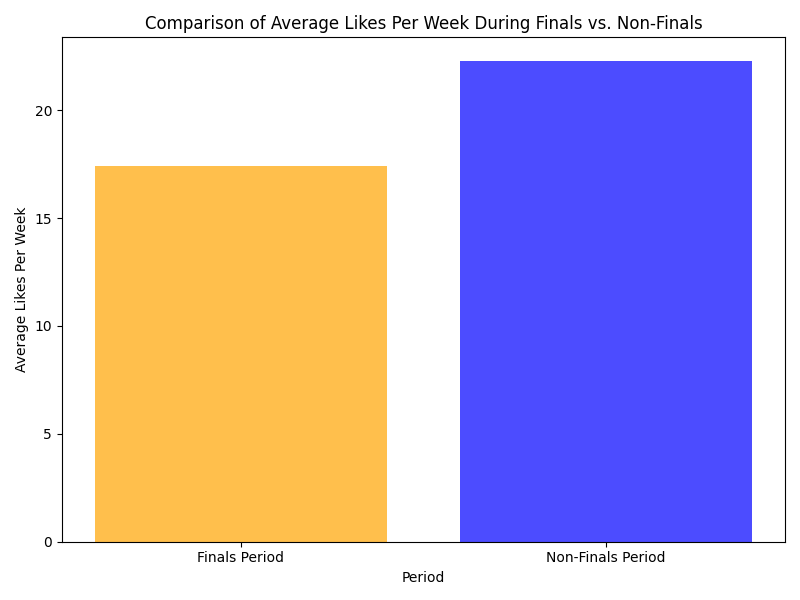 Comparison of Average Likes Per Week During Finals vs. Non-Finals
Average Likes Per Week
20
15
10
5
0
Finals Period
Non-Finals Period
Period